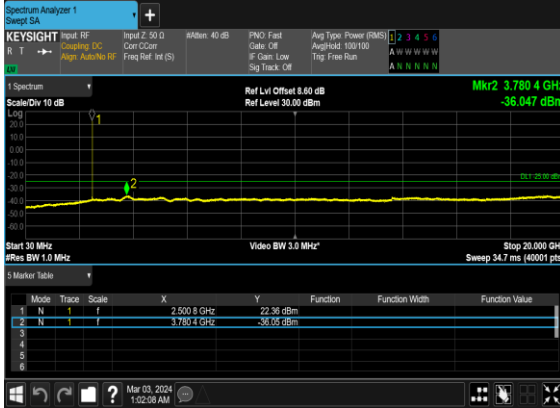 Spectrum Analyzer 1
Swept SA
+
KEYSIGHT Input: RF Input Z: 50 Ω #Atten: 40 dB PNO: Fast Avg Type: Power (RMS) 1 2 3 4 5 6
R T Coupling: DC Corr CCorr Gate: Off Avg|Hold: 100/100 A W W W W W
Align: Auto/No RF Freq Ref: Int (S) IF Gain: Low Trig: Free Run
Sig Track: Off A N N N N N
1 Spectrum Ref Lvl Offset 8.60 dB Mkr2 3.780 4 GHz
Scale/Div 10 dB Ref Level 30.00 dBm -36.047 dBm
Log
20.0
1
10.0
0.00
-10.0
-20.0
DL1 -25.00 dBm
-30.0
2
-40.0
-50.0
-60.0
Start 30 MHz Video BW 3.0 MHz* Stop 20.000 GHz
#Res BW 1.0 MHz Sweep 34.7 ms (40001 pts)
5 Marker Table
Mode Trace Scale X Y Function Function Width Function Value
1 N 1 f 2.500 8 GHz 22.36 dBm
2 N 1 f 3.780 4 GHz -36.05 dBm
3
4
5
6
? Mar 03, 2024
1:02:08 AM